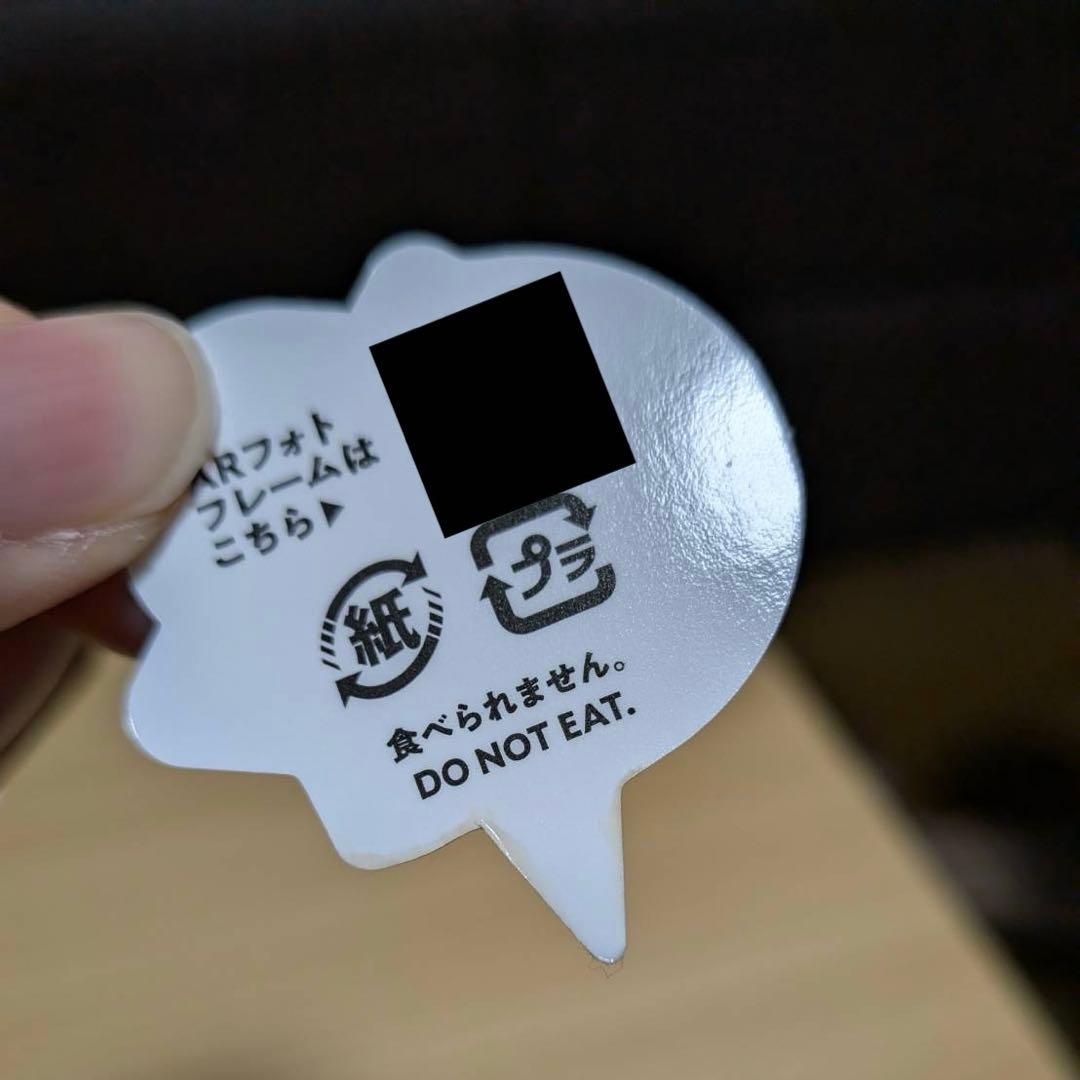 ARフォト
フレームは
こちら▶
紙
プラ
食べられません。
DO NOT EAT.